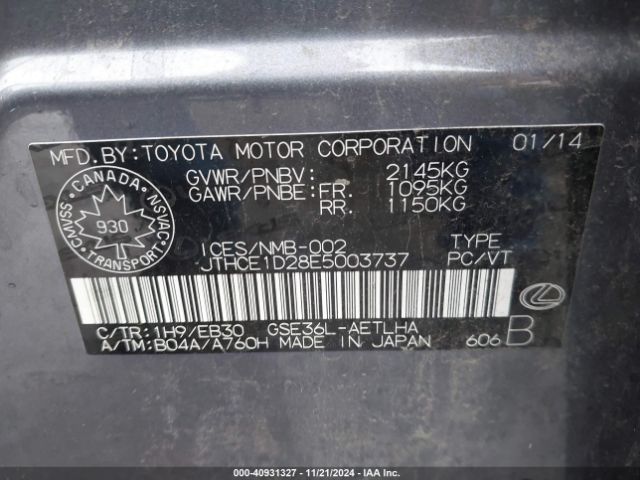 MFD.BY:TOYOTA MOTOR CORPORATION 01/14
GVWR/PNBV: 2145KG
GAWR/PNBE:FR. 1095KG
RR. 1150KG
CANADA
CMVSS 930 NSVAC
TRANSPORT
ICES/NMB-002 TYPE
JTHCE1D28E5003737 PC/VT
C/TR:1H9/EB30 GSE36L-AETLHA
A/TM:B04A/A760H MADE IN JAPAN 606 B
000-40931327 - 11/21/2024 - IAA Inc.